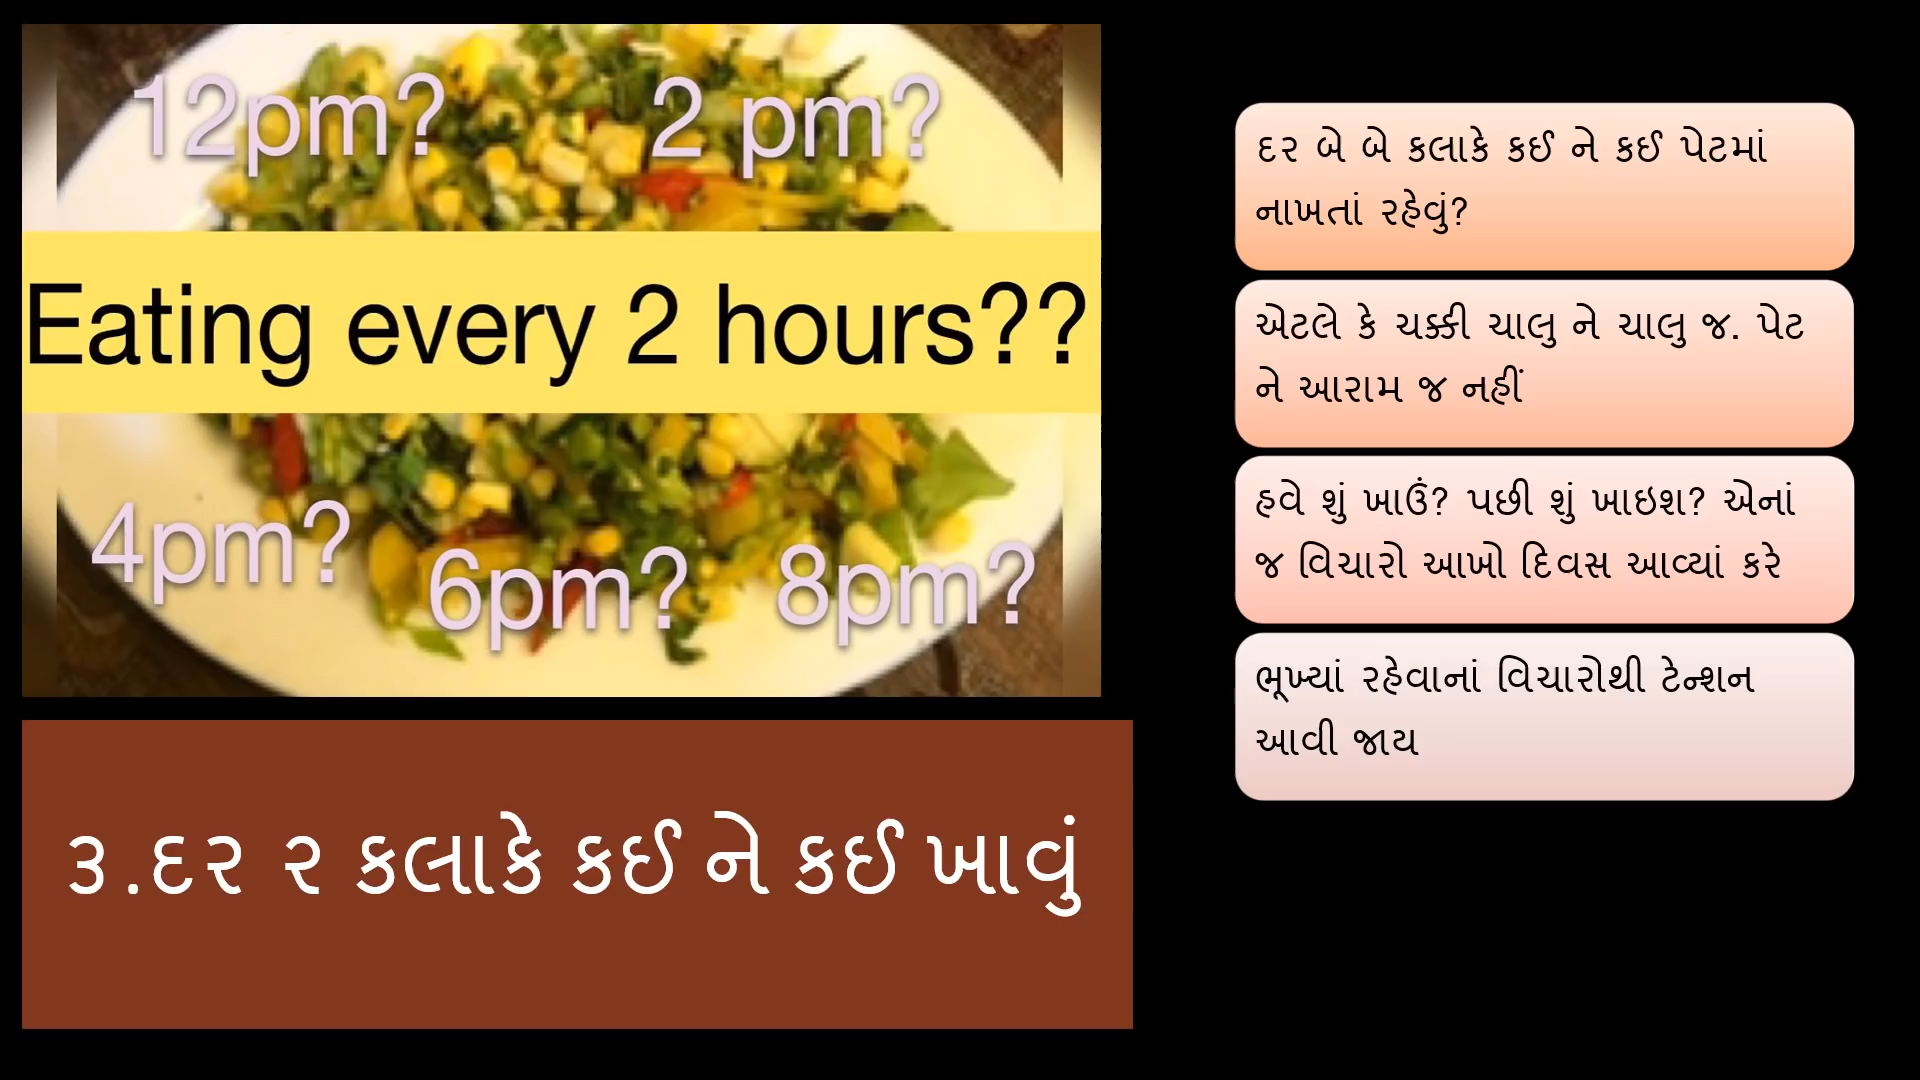 12pm? 2 pm?
Eating every 2 hours??
4pm? 6pm? 8pm?
૩.દર ૨ કલાકે કઈ ને કઈ ખાવું
દર બે બે કલાકે કઈ ને કઈ પેટમાં
નાખતાં રહેવું?
એટલે કે ચક્કી ચાલુ ને ચાલુ જ. પેટ
ને આરામ જ નહીં
હવે શું ખાઉં? પછી શું ખાઇશ? એનાં
જ વિચારો આખો દિવસ આવ્યાં કરે
ભૂખ્યાં રહેવાનાં વિચારોથી ટેન્શન
આવી જાય